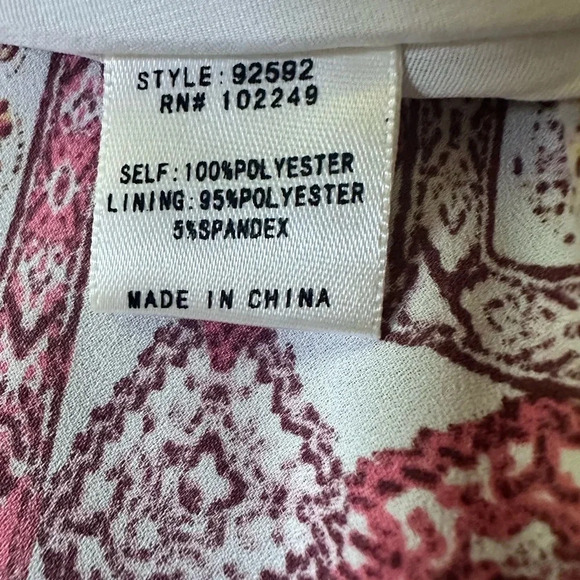 STYLE: 92592
RN# 102249
SELF:100%POLYESTER
LINING:95%POLYESTER
5%SPANDEX
MADE IN CHINA